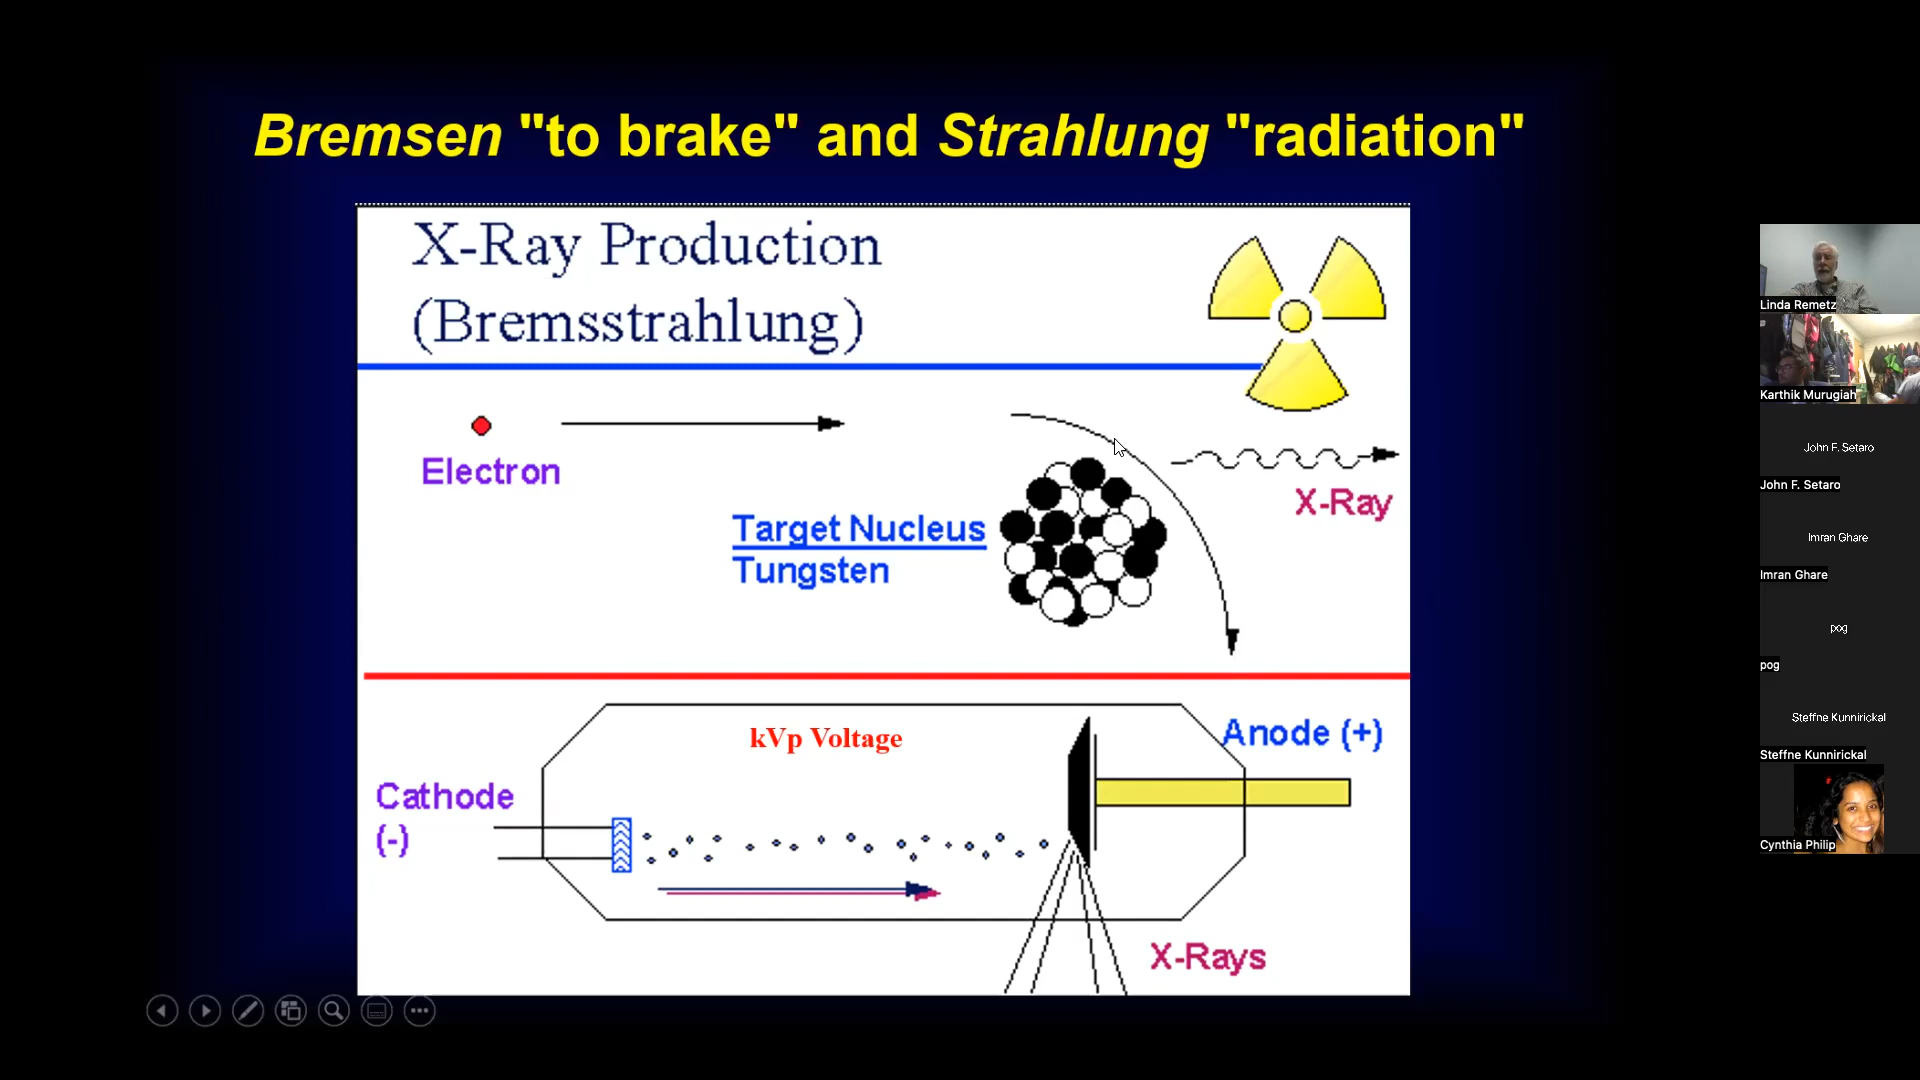 Bremsen "to brake" and Strahlung "radiation"
X-Ray Production
(Bremsstrahlung)
Electron
X-Ray
Target Nucleus
Tungsten
kVp Voltage
Anode (+)
Cathode
(-)
X-Rays
Linda Remetz
Karthik Murugiah
John F. Setaro
John F. Setaro
Imran Ghare
Imran Ghare
pog
pog
Steffne Kunnirickal
Steffne Kunnirickal
Cynthia Philip